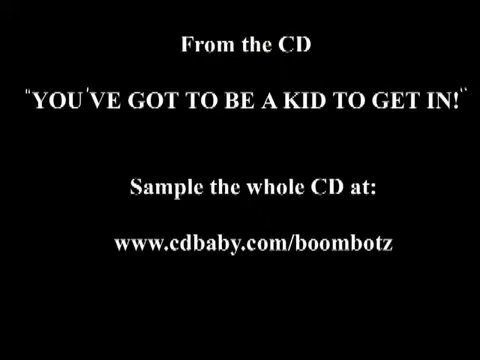 From the CD
"YOU'VE GOT TO BE A KID TO GET IN!"
Sample the whole CD at:
www.cdbaby.com/boombotz